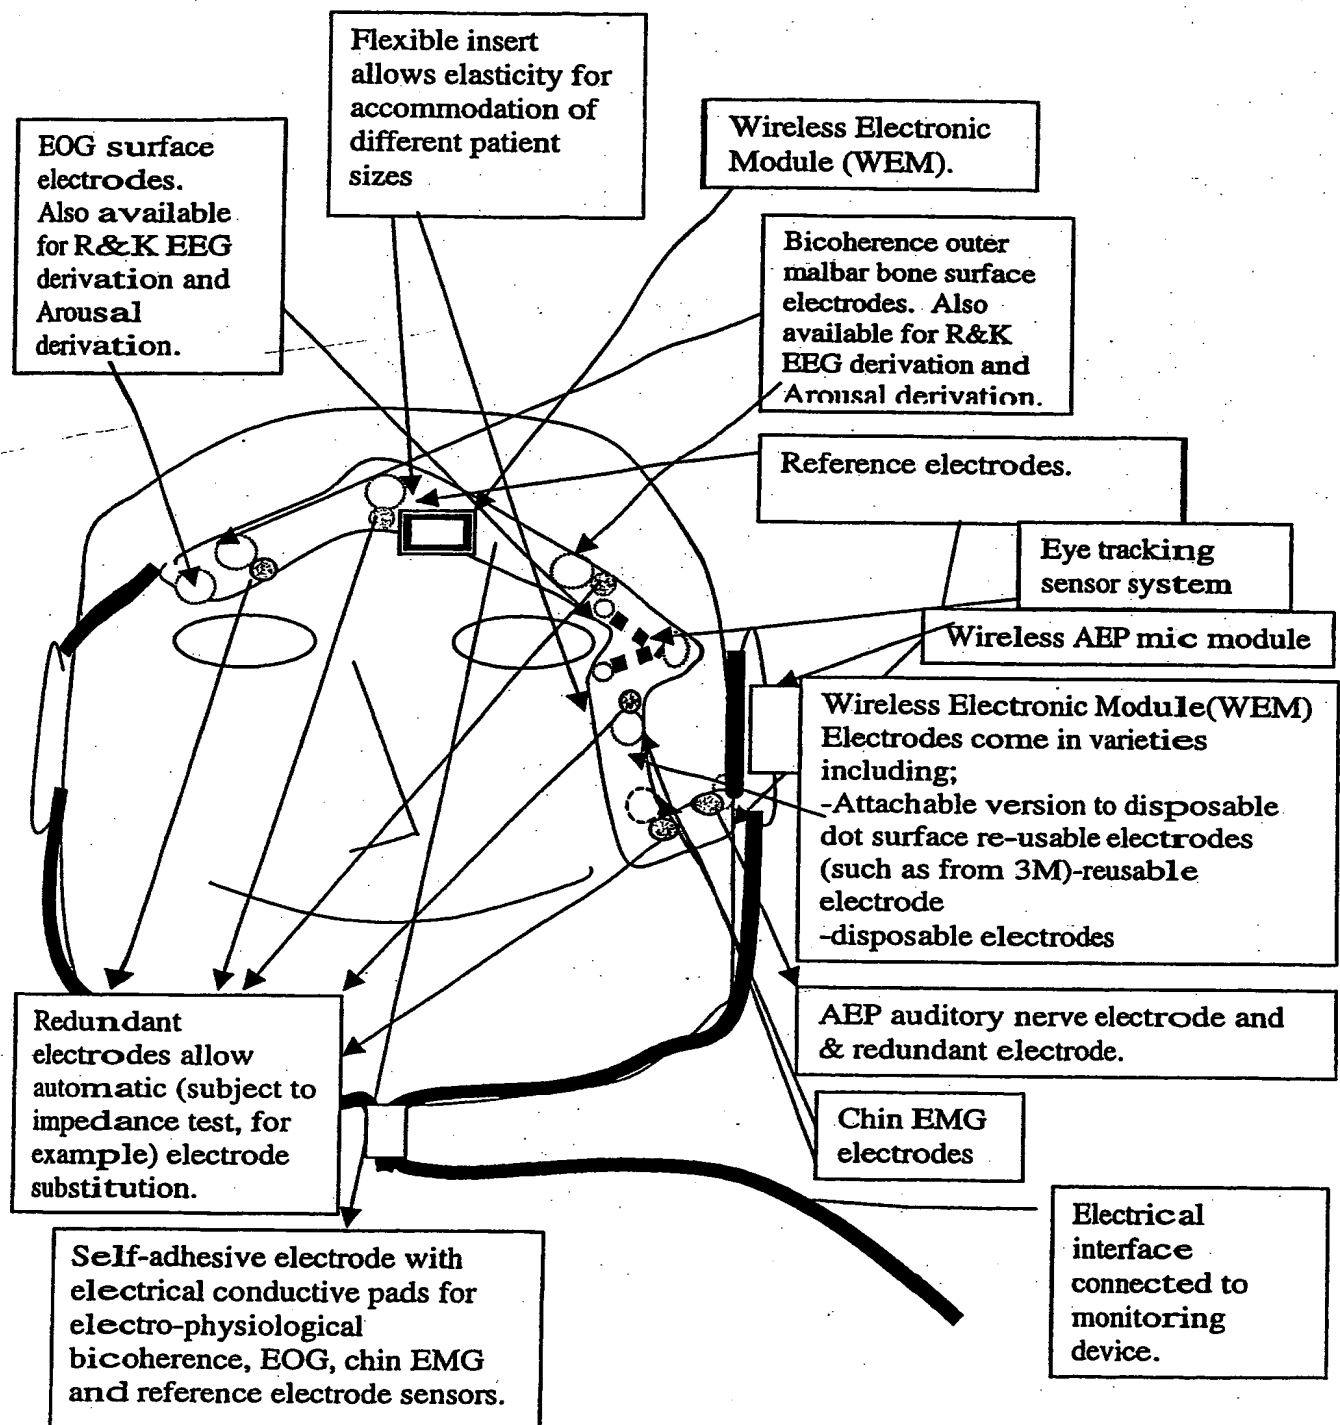 Flexible insert
allows elasticity for
accommodation of
different patient
sizes
Wireless Electronic
Module (WEM).
EOG surface
electrodes.
Also available
for R&K EEG
derivation and
Arousal
derivation.
Bicoherence outer
malbar bone surface
electrodes. Also
available for R&K
EEG derivation and
Arousal derivation.
Reference electrodes.
Eye tracking
sensor system
Wireless AEP mic module
Wireless Electronic Module(WEM)
Electrodes come in varieties
including;
-Attachable version to disposable
dot surface re-usable electrodes
(such as from 3M)-reusable
electrode
-disposable electrodes
AEP auditory nerve electrode and
& redundant electrode.
Redundant
electrodes allow
automatic (subject to
impedance test, for
example) electrode
substitution.
Chin EMG
electrodes
Electrical
interface
connected to
monitoring
device.
Self-adhesive electrode with
electrical conductive pads for
electro-physiological
bicoherence, EOG, chin EMG
and reference electrode sensors.